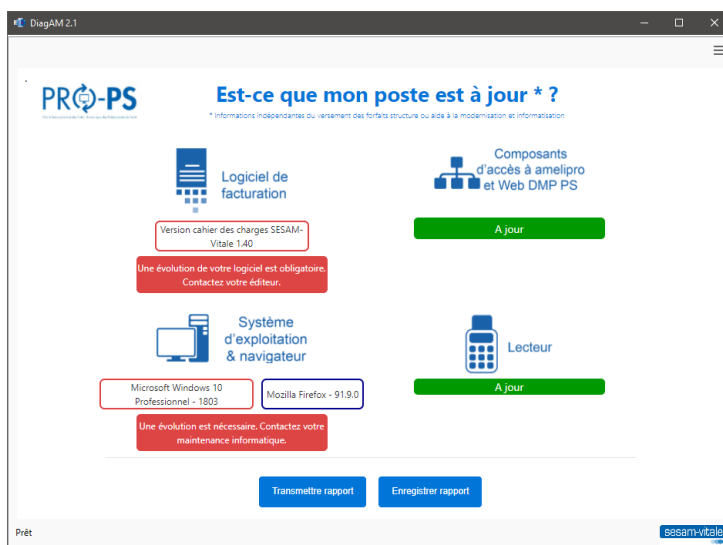 DiagAM 2.1
PRO-PS
Est-ce que mon poste est à jour * ?
* Informations indépendantes du versement des forfaits structure ou aide à la modernisation et informatisation
Logiciel de
facturation
Version cahier des charges SESAM-
Vitale 1.40
Une évolution de votre logiciel est obligatoire.
Contactez votre éditeur.
Composants
d'accès à amelipro
et Web DMP PS
A jour
Système
d'exploitation
& navigateur
Microsoft Windows 10
Professionnel - 1803
Mozilla Firefox - 91.9.0
Une évolution est nécessaire. Contactez votre
maintenance informatique.
Lecteur
A jour
Transmettre rapport
Enregistrer rapport
Prêt
sesam-vitale